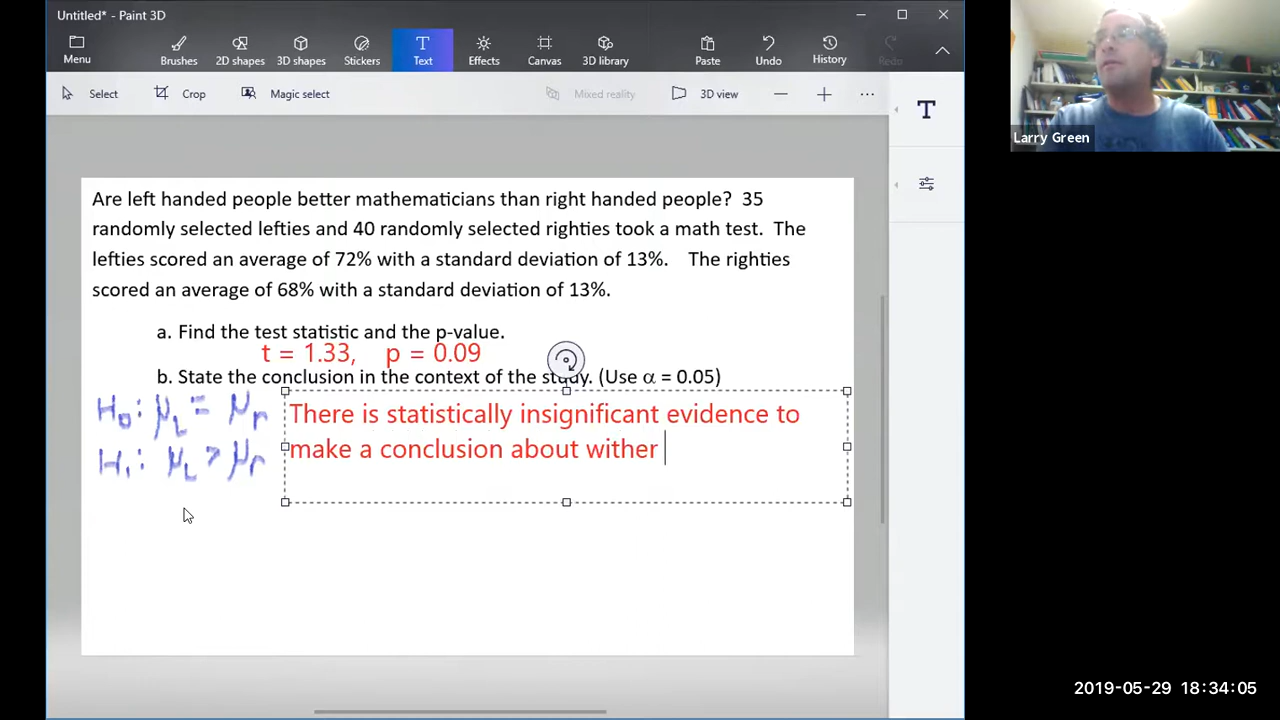 Untitled* - Paint 3D
Menu
Brushes
2D shapes
3D shapes
Stickers
Text
Effects
Canvas
3D library
Paste
Undo
History
Redo
Select
Crop
Magic select
Mixed reality
3D view
Larry Green
Are left handed people better mathematicians than right handed people? 35
randomly selected lefties and 40 randomly selected righties took a math test. The
lefties scored an average of 72% with a standard deviation of 13%. The righties
scored an average of 68% with a standard deviation of 13%.
a. Find the test statistic and the p-value.
t = 1.33, p = 0.09
b. State the conclusion in the context of the study. (Use α = 0.05)
H₀: μL = μr
H₁: μL > μr
There is statistically insignificant evidence to
make a conclusion about wither
2019-05-29 18:34:05